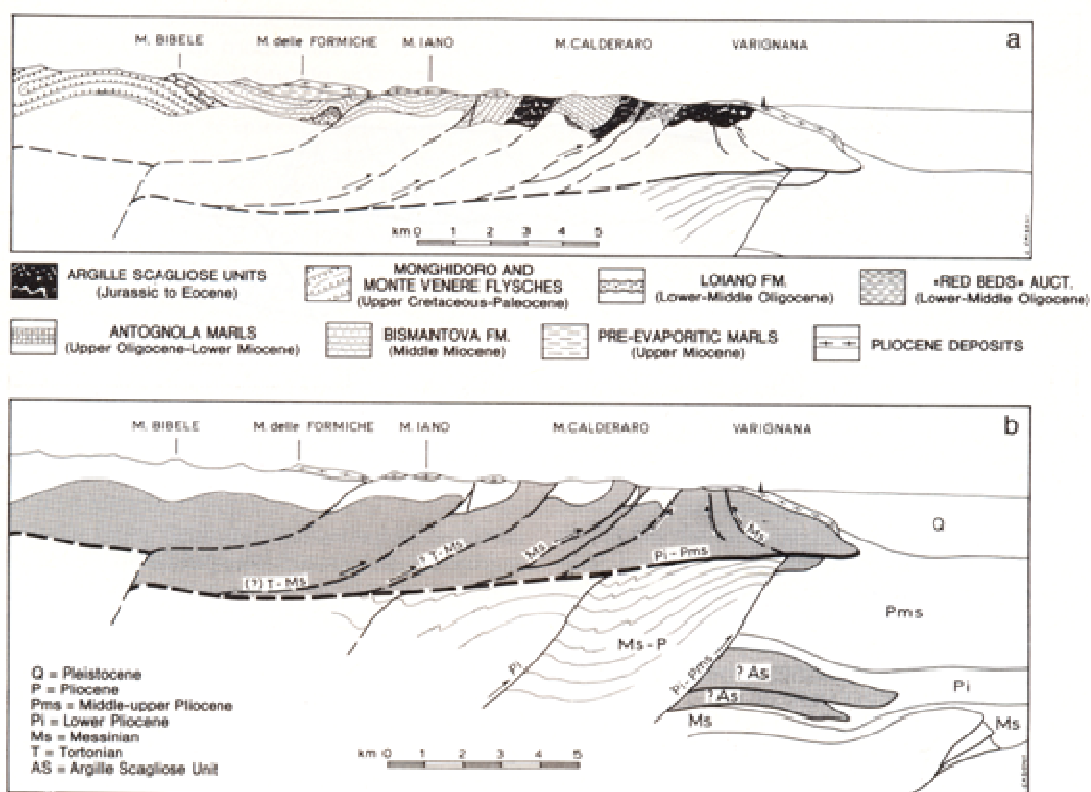 a
M. BIBELE M. delle FORMICHE M. IANO M. CALDERARO VARIGNANA
km 0 1 2 3 4 5
ARGILLE SCAGLIOSE UNITS
(Jurassic to Eocene)
MONGHIDORO AND
MONTE VENERE FLYSCHES
(Upper Cretaceous-Paleocene)
LOIANO FM.
(Lower-Middle Oligocene)
«RED BEDS» AUCT.
(Lower-Middle Oligocene)
ANTOGNOLA MARLS
(Upper Oligocene-Lower Miocene)
BISMANTOVA FM.
(Middle Miocene)
PRE-EVAPORITIC MARLS
(Upper Miocene)
PLIOCENE DEPOSITS
b
M. BIBELE M. delle FORMICHE M. IANO M. CALDERARO VARIGNANA
Q
(?) T-Ms
(?) T-Ms
Ms
Pi-Pms
Ms
Pms
Ms-P
Pi
Pi-Pms
? As
? As
Pi
Ms
Ms
Q = Pleistocene
P = Pliocene
Pms = Middle-upper Pliocene
Pi = Lower Pliocene
Ms = Messinian
T = Tortonian
AS = Argille Scagliose Unit
km 0 1 2 3 4 5